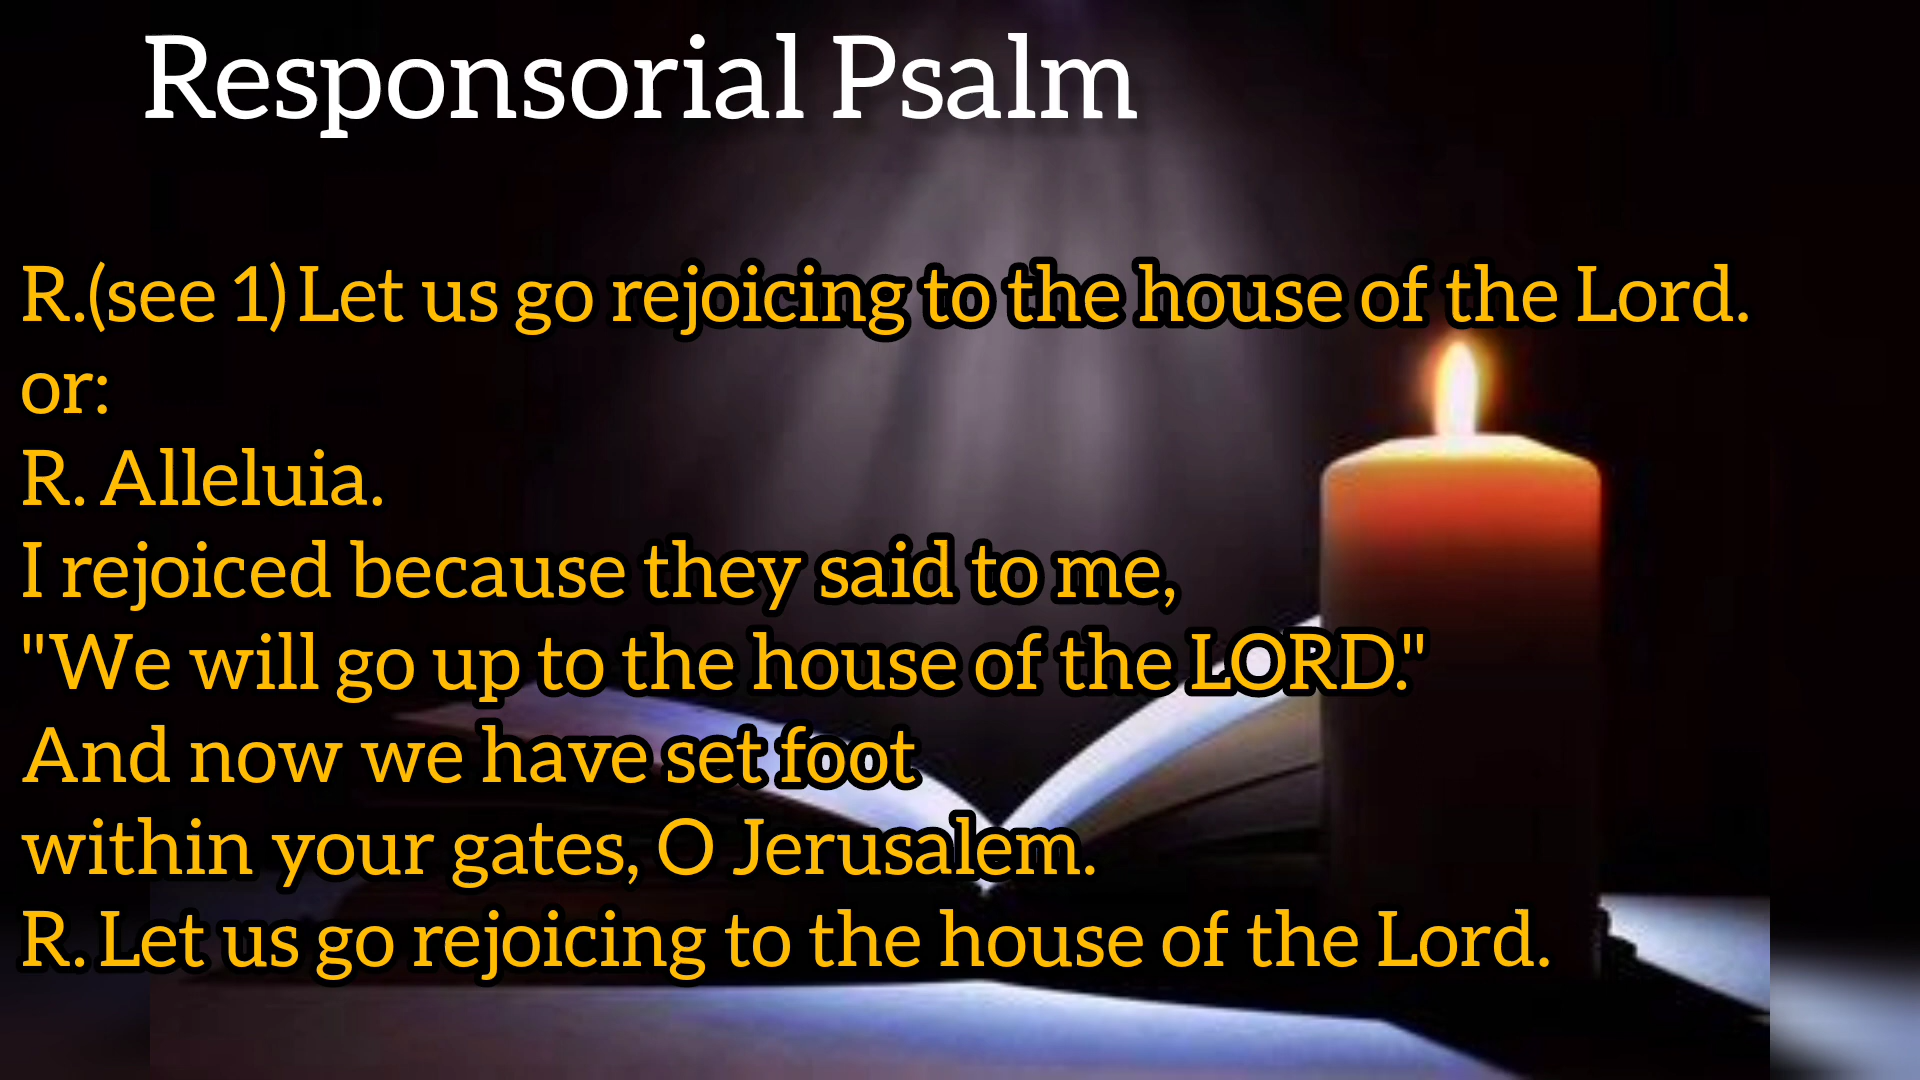 Responsorial Psalm
R.(see 1) Let us go rejoicing to the house of the Lord.
or:
R. Alleluia.
I rejoiced because they said to me,
"We will go up to the house of the LORD."
And now we have set foot
within your gates, O Jerusalem.
R. Let us go rejoicing to the house of the Lord.